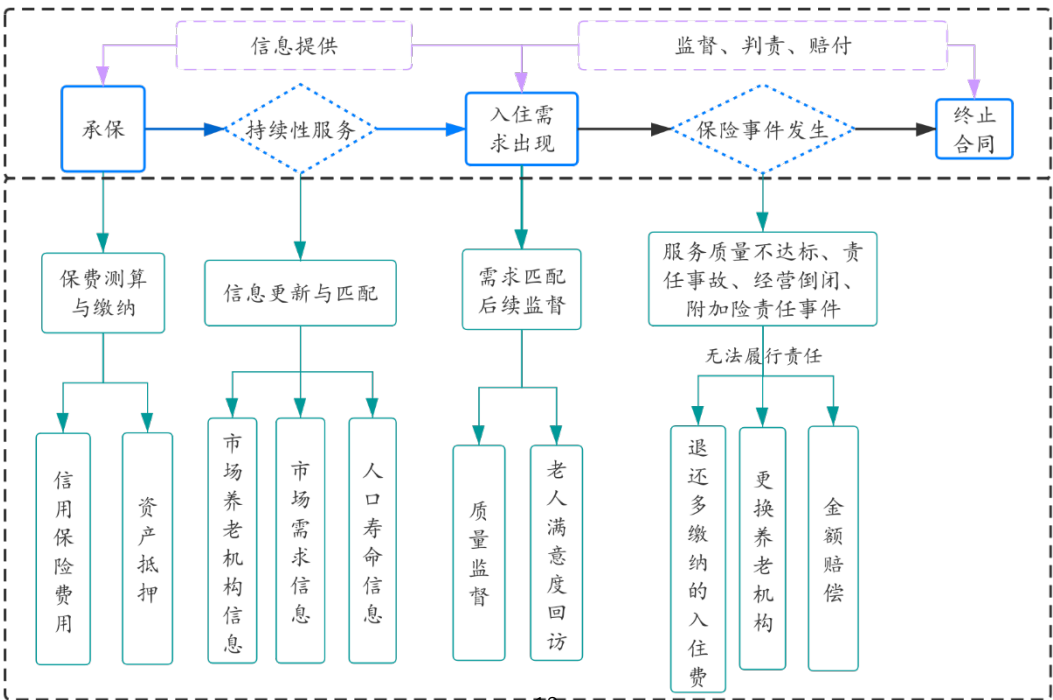 信息提供
监督、判责、赔付
承保
持续性服务
入住需
求出现
保险事件发生
终止
合同
保费测算
与缴纳
信息更新与匹配
需求匹配
后续监督
服务质量不达标、责
任事故、经营倒闭、
附加险责任事件
无法履行责任
信用保险费用
资产抵押
市场养老机构信息
市场需求信息
人口寿命信息
质量监督
老人满意度回访
退还多缴纳的入住费
更换养老机构
金额赔偿